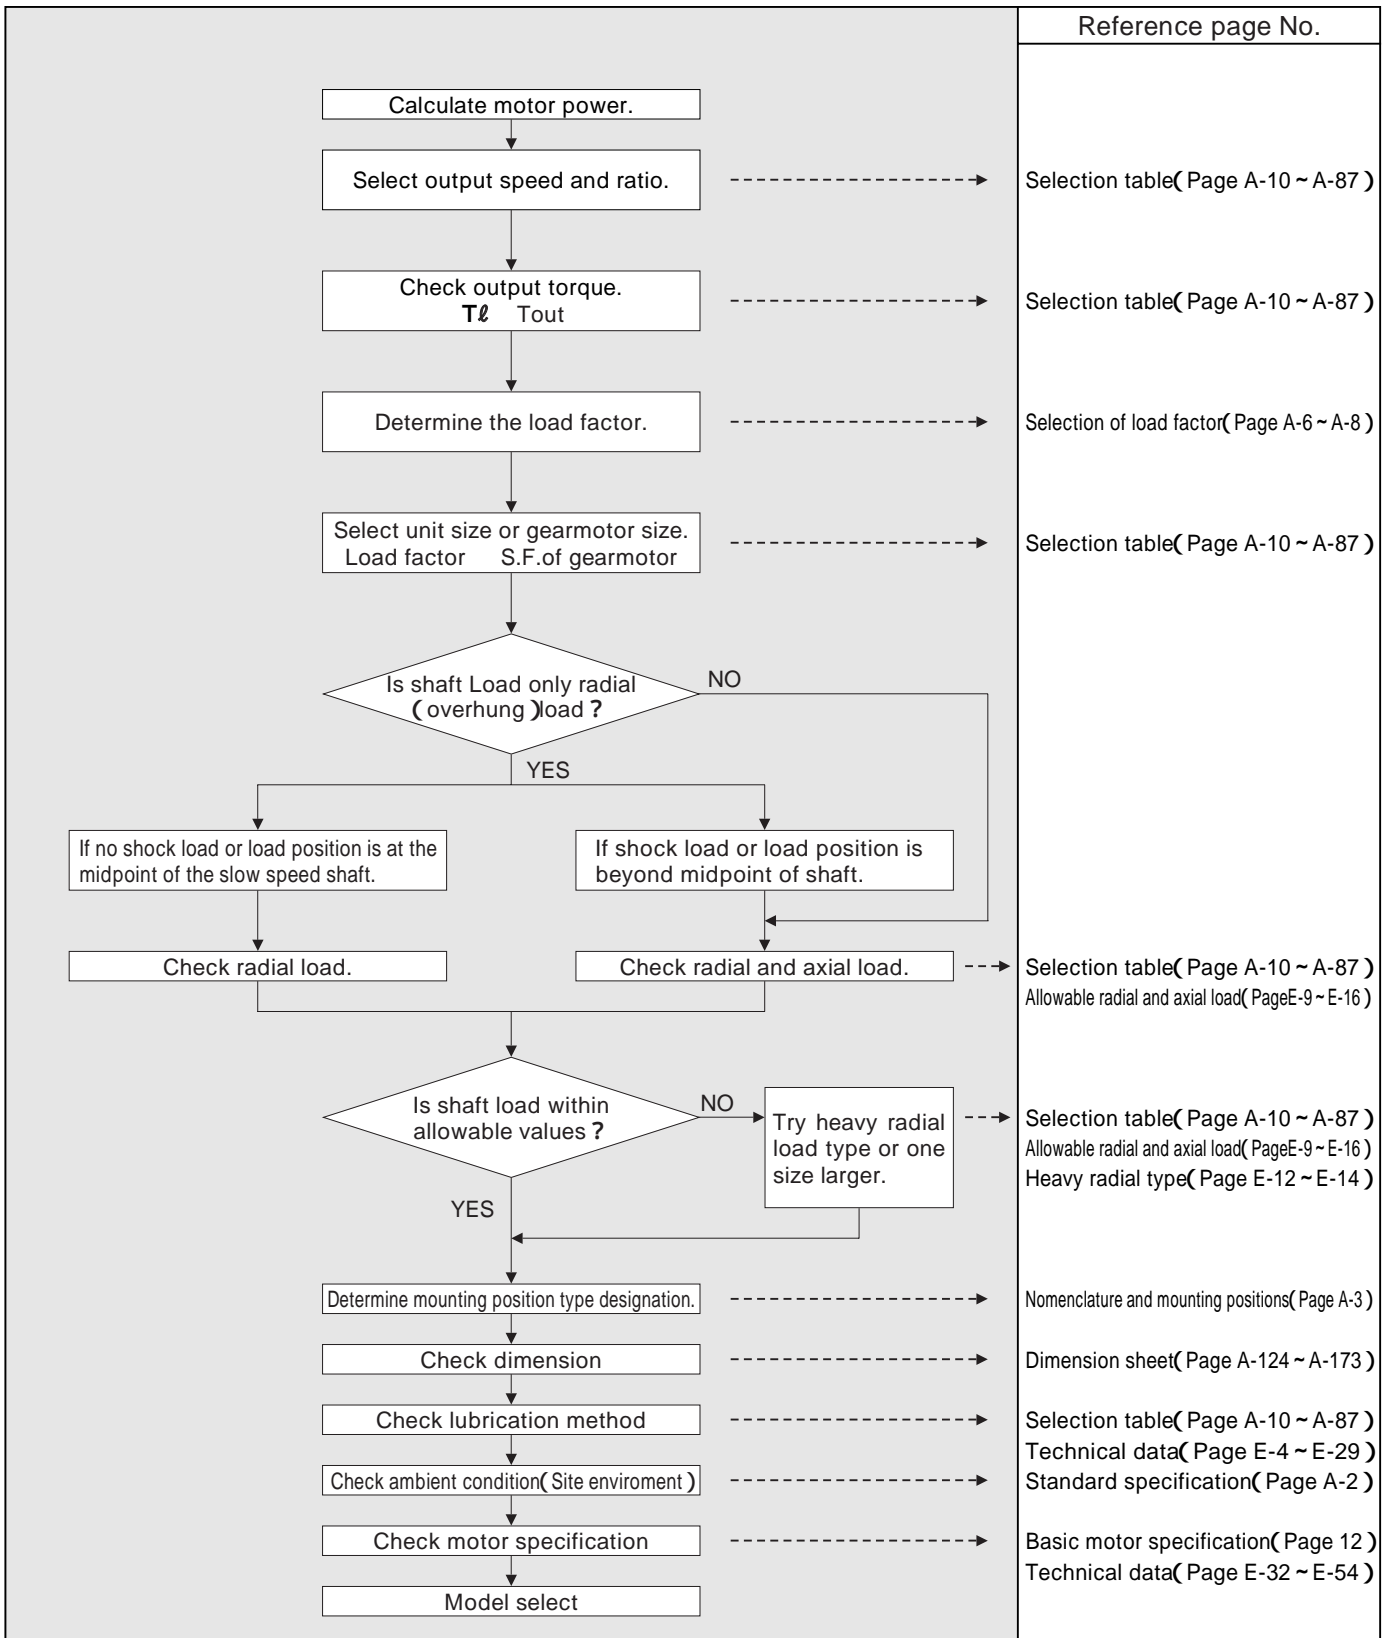 Reference page No.
Calculate motor power.
Select output speed and ratio.
Selection table(Page A-10~A-87)
Check output torque.
Tℓ Tout
Selection table(Page A-10~A-87)
Determine the load factor.
Selection of load factor(Page A-6~A-8)
Select unit size or gearmotor size.
Load factor S.F.of gearmotor
Selection table(Page A-10~A-87)
Is shaft Load only radial
(overhung)load?
NO
YES
If no shock load or load position is at the
midpoint of the slow speed shaft.
If shock load or load position is
beyond midpoint of shaft.
Check radial load.
Check radial and axial load.
Selection table(Page A-10~A-87)
Allowable radial and axial load(PageE-9~E-16)
Is shaft load within
allowable values?
NO
YES
Try heavy radial
load type or one
size larger.
Selection table(Page A-10~A-87)
Allowable radial and axial load(PageE-9~E-16)
Heavy radial type(Page E-12~E-14)
Determine mounting position type designation.
Nomenclature and mounting positions(Page A-3)
Check dimension
Dimension sheet(Page A-124~A-173)
Check lubrication method
Selection table(Page A-10~A-87)
Technical data(Page E-4~E-29)
Check ambient condition(Site enviroment)
Standard specification(Page A-2)
Check motor specification
Basic motor specification(Page 12)
Technical data(Page E-32~E-54)
Model select